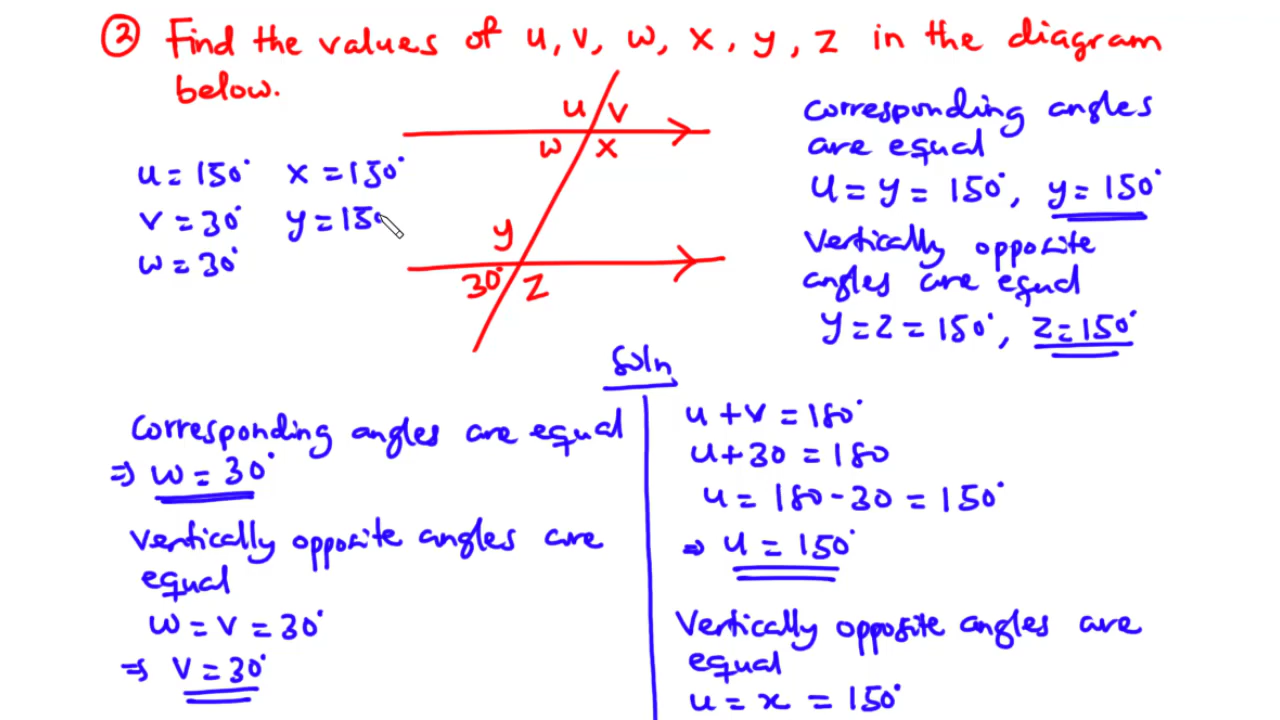 ② Find the values of u, v, w, x, y, z in the diagram
below.
u v
w x
y
30° z
u = 150° x = 150°
v = 30° y = 150
w = 30°
Corresponding angles
are equal
u = y = 150°, y = 150°
Vertically opposite
angles are equal
y = z = 150°, z = 150°
Soln
Corresponding angles are equal
⇒ w = 30°
Vertically opposite angles are
equal
w = v = 30°
⇒ v = 30°
u + v = 180°
u + 30 = 180
u = 180 - 30 = 150°
⇒ u = 150°
Vertically opposite angles are
equal
u = x = 150°